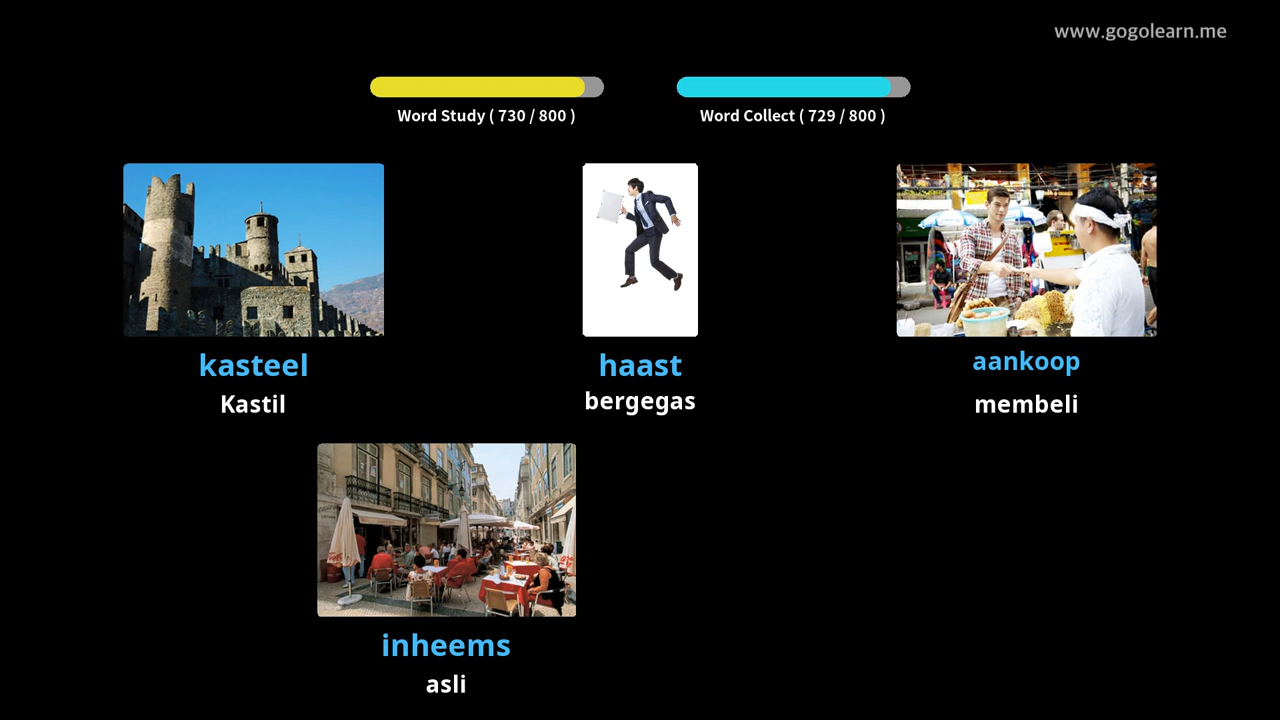 www.gogolearn.me
Word Study ( 730 / 800 )
Word Collect ( 729 / 800 )
kasteel
Kastil
haast
bergegas
aankoop
membeli
inheems
asli